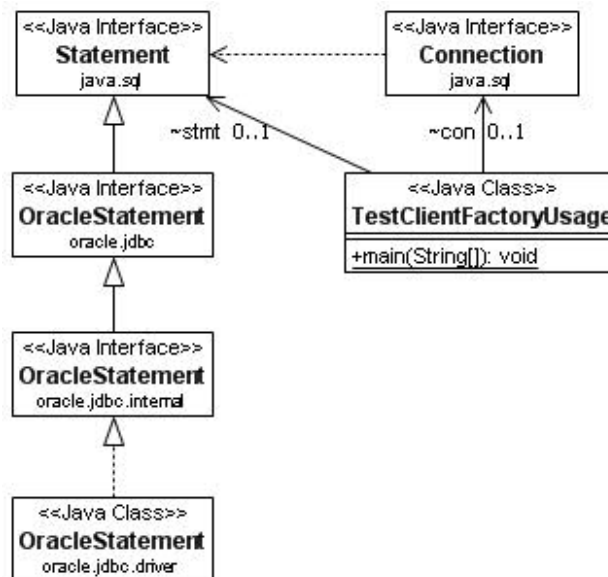 <<Java Interface>>
Statement
java.sql
<<Java Interface>>
Connection
java.sql
~stmt 0..1
~con 0..1
<<Java Interface>>
OracleStatement
oracle.jdbc
<<Java Class>>
TestClientFactoryUsage
+main(String[]): void
<<Java Interface>>
OracleStatement
oracle.jdbc.internal
<<Java Class>>
OracleStatement
oracle.jdbc.driver